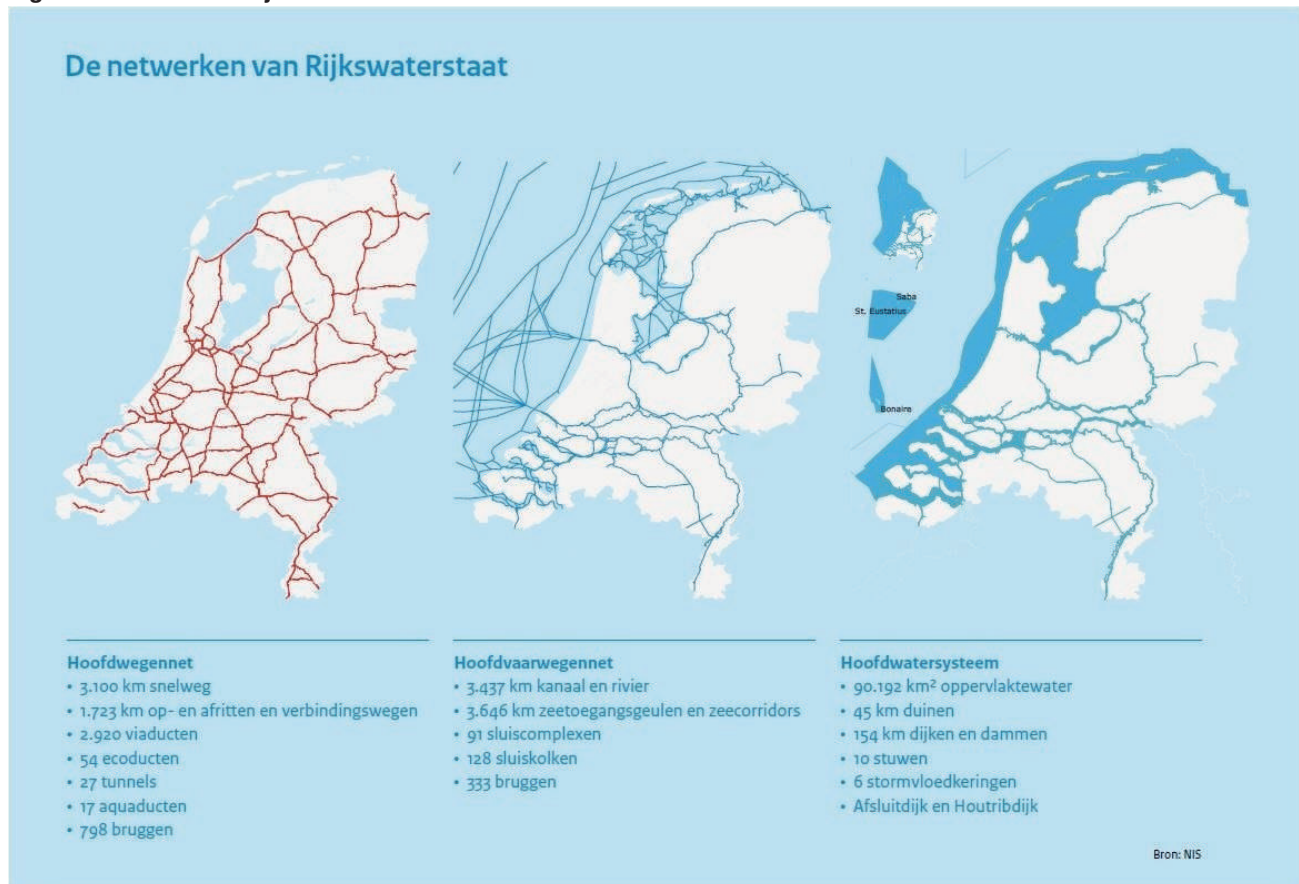 De netwerken van Rijkswaterstaat
Saba
St. Eustatius
Bonaire
Hoofdwegennet
• 3.100 km snelweg
• 1.723 km op- en afritten en verbindingswegen
• 2.920 viaducten
• 54 ecoducten
• 27 tunnels
• 17 aquaducten
• 798 bruggen
Hoofdvaarwegennet
• 3.437 km kanaal en rivier
• 3.646 km zeetoegangsgeulen en zeecorridors
• 91 sluiscomplexen
• 128 sluiskolken
• 333 bruggen
Hoofdwatersysteem
• 90.192 km² oppervlaktewater
• 45 km duinen
• 154 km dijken en dammen
• 10 stuwen
• 6 stormvloedkeringen
• Afsluitdijk en Houtribdijk
Bron: NIS